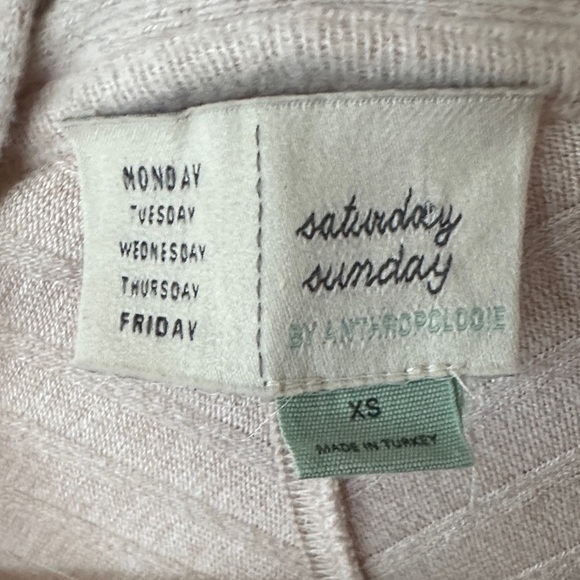 MONDAY
TUESDAY
WEDNESDAY
THURSDAY
FRIDAY
saturday
sunday
BY ANTHROPOLOGIE
XS
MADE IN TURKEY